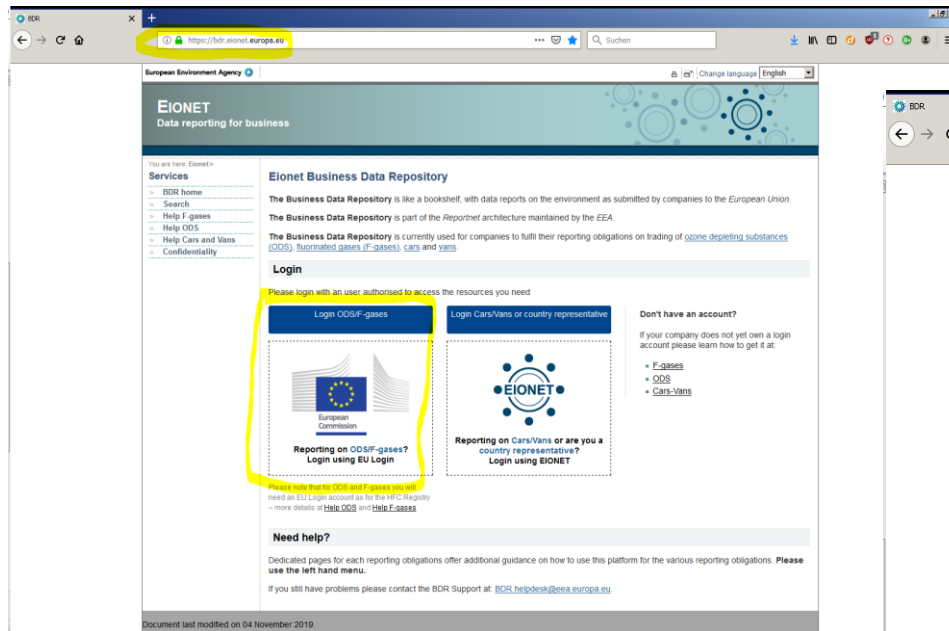 BDR
https://bdr.eionet.europa.eu
Suchen
BDR
European Environment Agency
Change language English
EIONET
Data reporting for business
You are here: Eionet »
Services
» BDR home
» Search
» Help F.gases
» Help ODS
» Help Cars and Vans
» Confidentiality
Eionet Business Data Repository
The Business Data Repository is like a bookshelf, with data reports on the environment as submitted by companies to the European Union.
The Business Data Repository is part of the Reportnet architecture maintained by the EEA.
The Business Data Repository is currently used for companies to fulfil their reporting obligations on trading of ozone depleting substances
(ODS), fluorinated gases (F-gases), cars and vans.
Login
Please login with an user authorised to access the resources you need
Login ODS/F-gases
European
Commission
Reporting on ODS/F-gases?
Login using EU Login
Please note that for ODS and F-gases you will
need an EU Login account as for the HFC Registry
– more details at Help ODS and Help F-gases
Login Cars/Vans or country representative
EIONET
Reporting on Cars/Vans or are you a
country representative?
Login using EIONET
Don't have an account?
If your company does not yet own a login
account please learn how to get it at:
F-gases
ODS
Cars-Vans
Need help?
Dedicated pages for each reporting obligations offer additional guidance on how to use this platform for the various reporting obligations. Please
use the left hand menu.
If you still have problems please contact the BDR Support at: BDR.helpdesk@eea.europa.eu.
Document last modified on 04 November 2019.